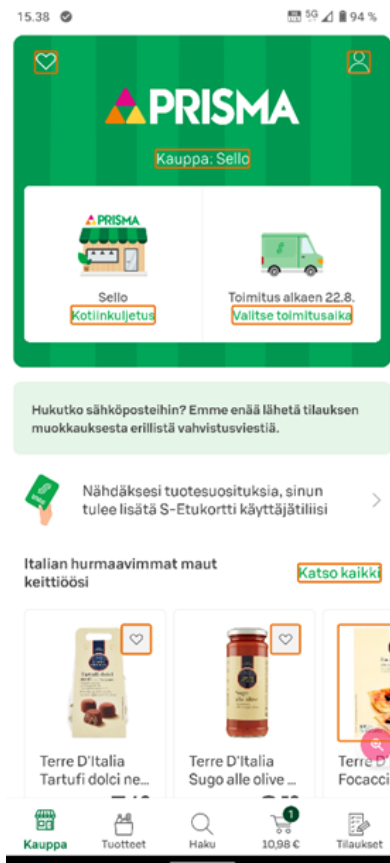 15.38
5G
94 %
PRISMA
Kauppa: Sello
PRISMA
Sello
Kotiinkuljetus
Toimitus alkaen 22.8.
Valitse toimitusaika
Hukutko sähköposteihin? Emme enää lähetä tilauksen
muokkauksesta erillistä vahvistusviestiä.
Nähdäksesi tuotesuosituksia, sinun
tulee lisätä S-Etukortti käyttäjätiliisi
Italian hurmaavimmat maut
keittiöösi
Katso kaikki
Terre D'Italia
Tartufi dolci ne...
Terre D'Italia
Sugo alle olive ...
Terre D'
Focacci
1
Kauppa
Tuotteet
Haku
10,98 €
Tilaukset